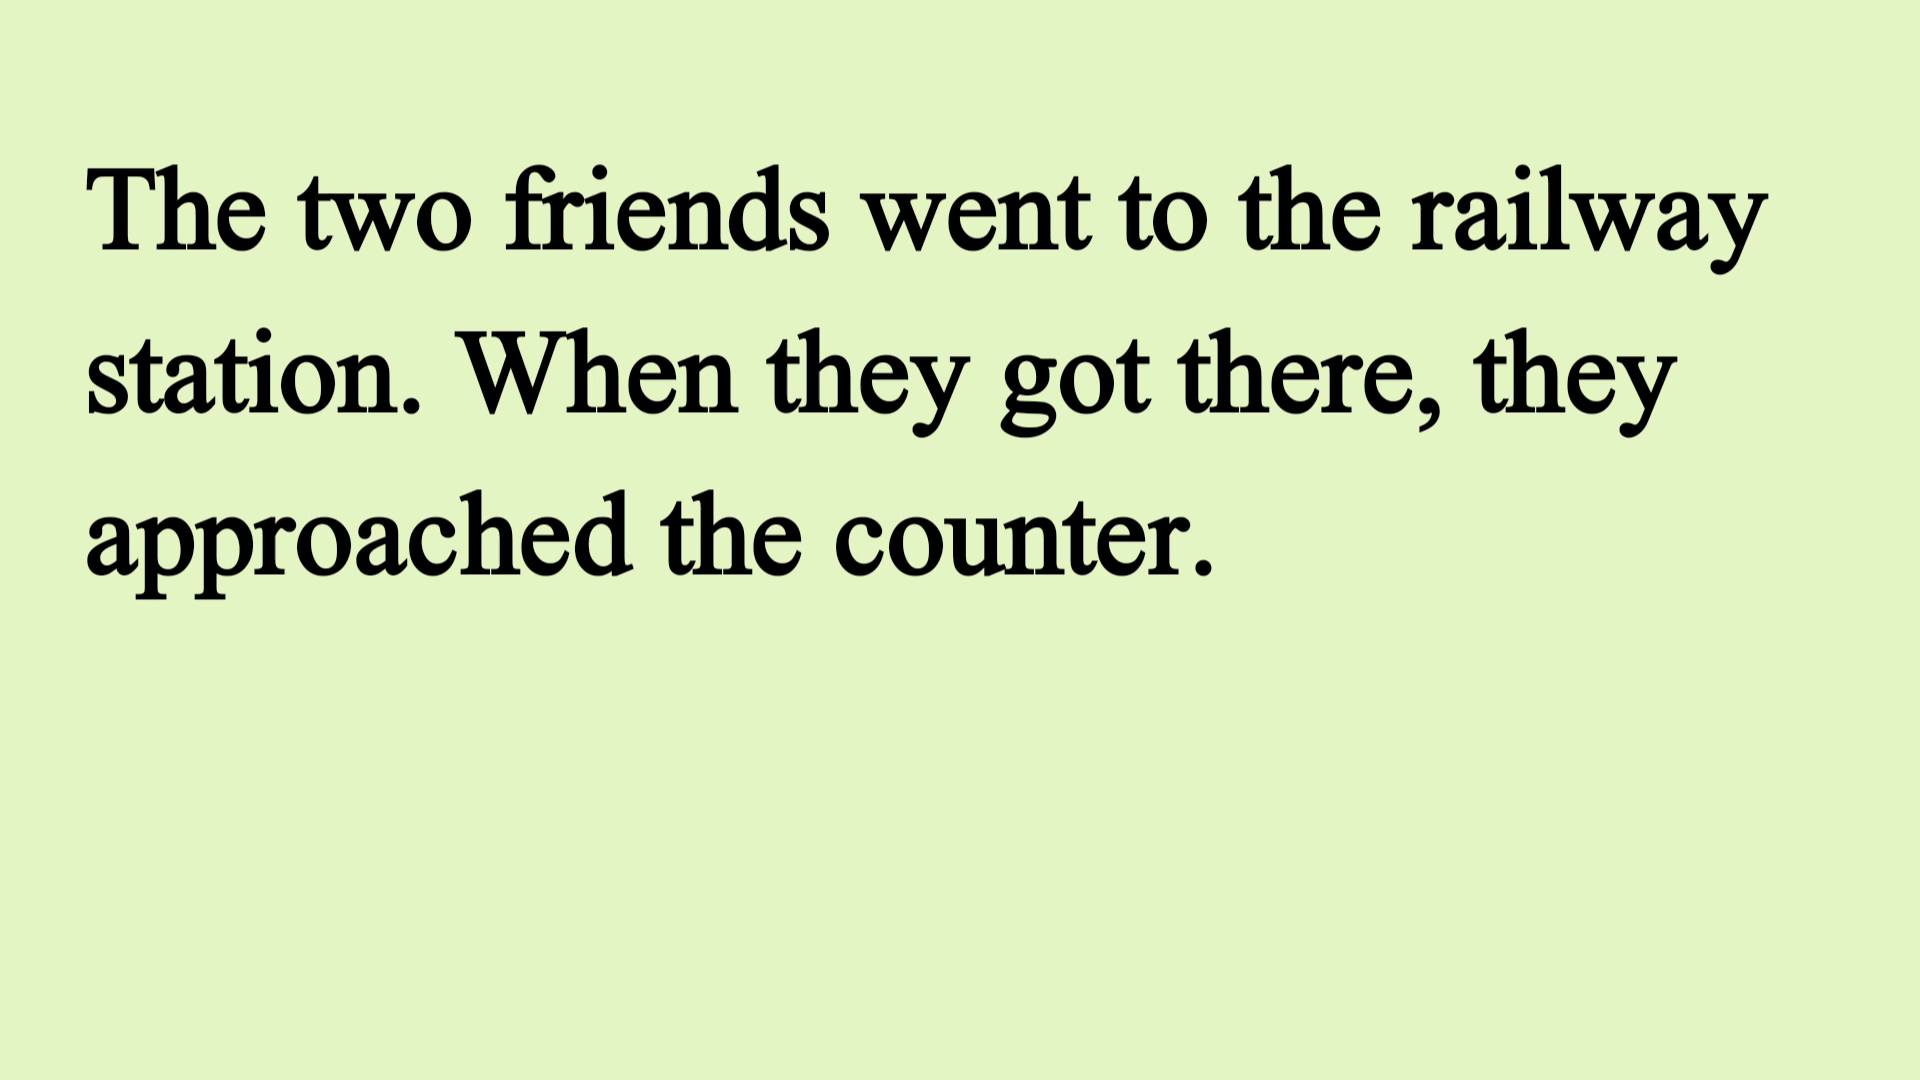 The two friends went to the railway
station. When they got there, they
approached the counter.